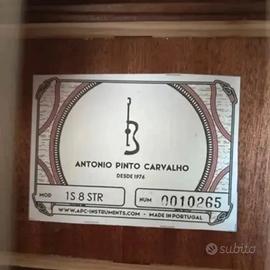 ANTONIO PINTO CARVALHO
DESDE 1976
MOD 1S 8 STR NUM 0010265
WWW.APC-INSTRUMENTS.COM - MADE IN PORTUGAL
subito